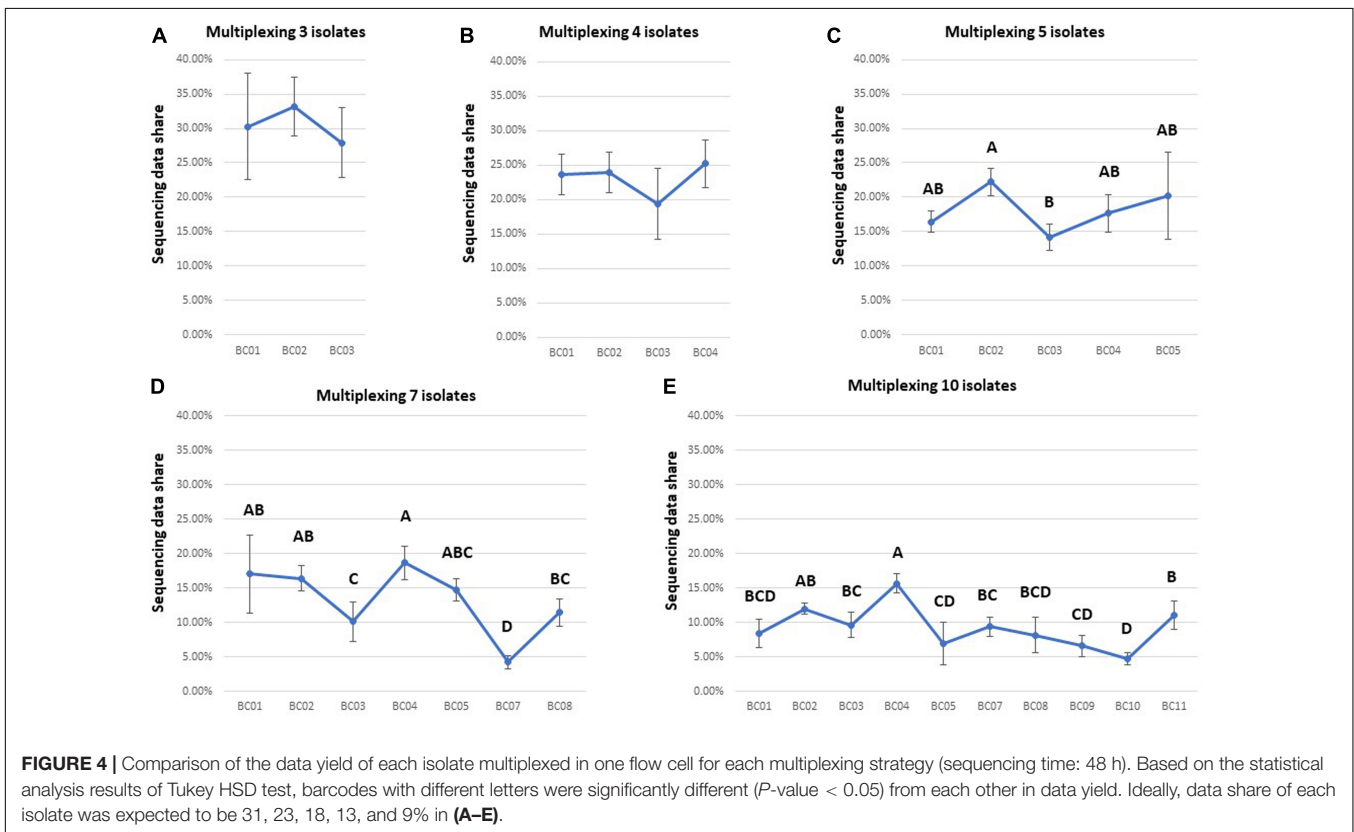 A Multiplexing 3 isolates
Sequencing data share
40.00%
35.00%
30.00%
25.00%
20.00%
15.00%
10.00%
5.00%
0.00%
BC01 BC02 BC03
B Multiplexing 4 isolates
Sequencing data share
40.00%
35.00%
30.00%
25.00%
20.00%
15.00%
10.00%
5.00%
0.00%
BC01 BC02 BC03 BC04
C Multiplexing 5 isolates
Sequencing data share
40.00%
35.00%
30.00%
25.00%
20.00%
15.00%
10.00%
5.00%
0.00%
AB A B AB AB
BC01 BC02 BC03 BC04 BC05
D Multiplexing 7 isolates
Sequencing data share
40.00%
35.00%
30.00%
25.00%
20.00%
15.00%
10.00%
5.00%
0.00%
AB AB C A ABC D BC
BC01 BC02 BC03 BC04 BC05 BC07 BC08
E Multiplexing 10 isolates
Sequencing data share
40.00%
35.00%
30.00%
25.00%
20.00%
15.00%
10.00%
5.00%
0.00%
BCD AB BC A CD BC BCD CD D B
BC01 BC02 BC03 BC04 BC05 BC07 BC08 BC09 BC10 BC11
FIGURE 4 | Comparison of the data yield of each isolate multiplexed in one flow cell for each multiplexing strategy (sequencing time: 48 h). Based on the statistical
analysis results of Tukey HSD test, barcodes with different letters were significantly different (P-value < 0.05) from each other in data yield. Ideally, data share of each
isolate was expected to be 31, 23, 18, 13, and 9% in (A–E).